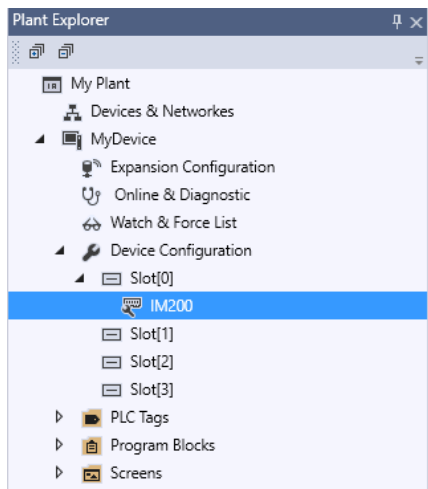 Plant Explorer
My Plant
Devices & Networkes
MyDevice
Expansion Configuration
Online & Diagnostic
Watch & Force List
Device Configuration
Slot[0]
IM200
Slot[1]
Slot[2]
Slot[3]
PLC Tags
Program Blocks
Screens